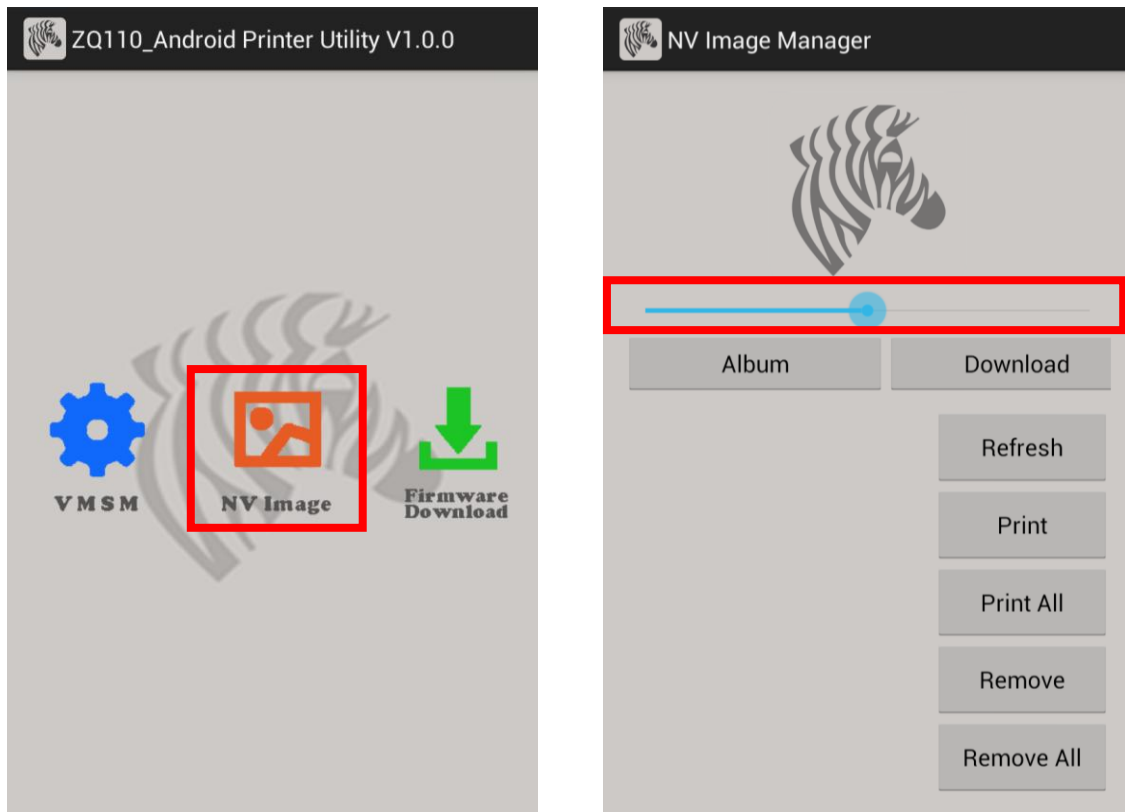 ZQ110_Android Printer Utility V1.0.0
VMSM
NV Image
Firmware
Download
NV Image Manager
Album
Download
Refresh
Print
Print All
Remove
Remove All